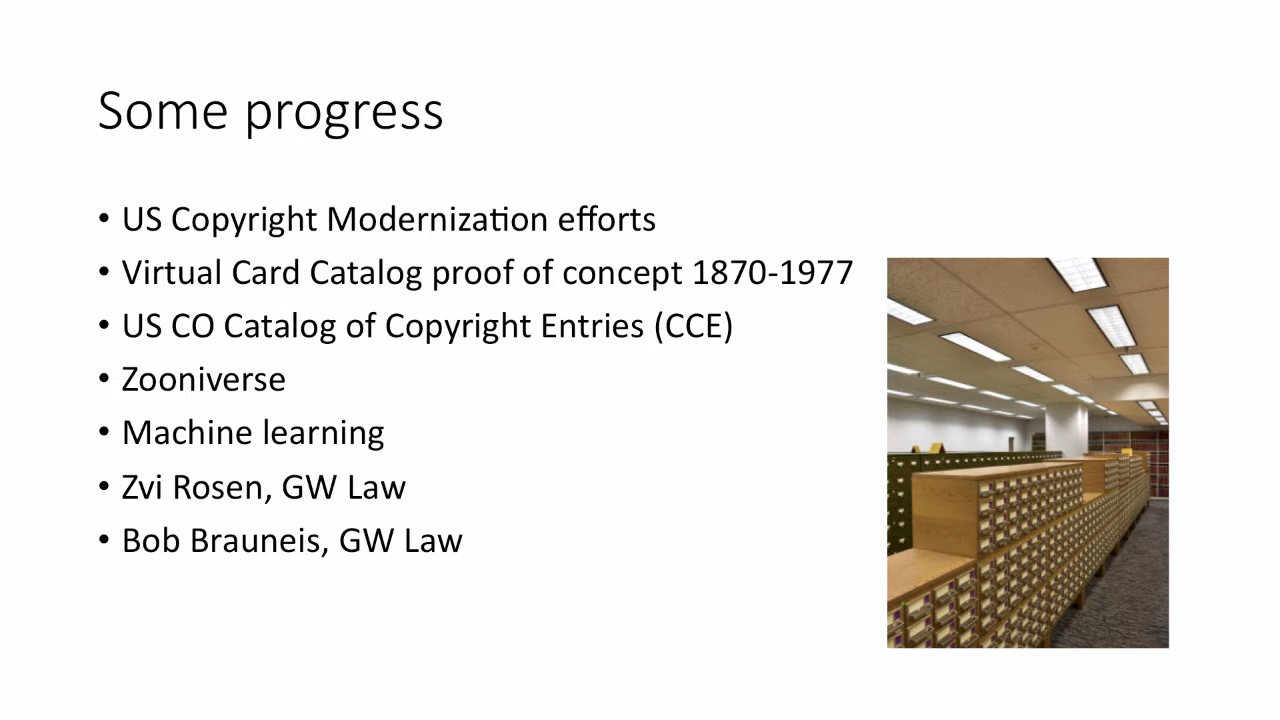 Some progress
• US Copyright Modernization efforts
• Virtual Card Catalog proof of concept 1870-1977
• US CO Catalog of Copyright Entries (CCE)
• Zooniverse
• Machine learning
• Zvi Rosen, GW Law
• Bob Brauneis, GW Law